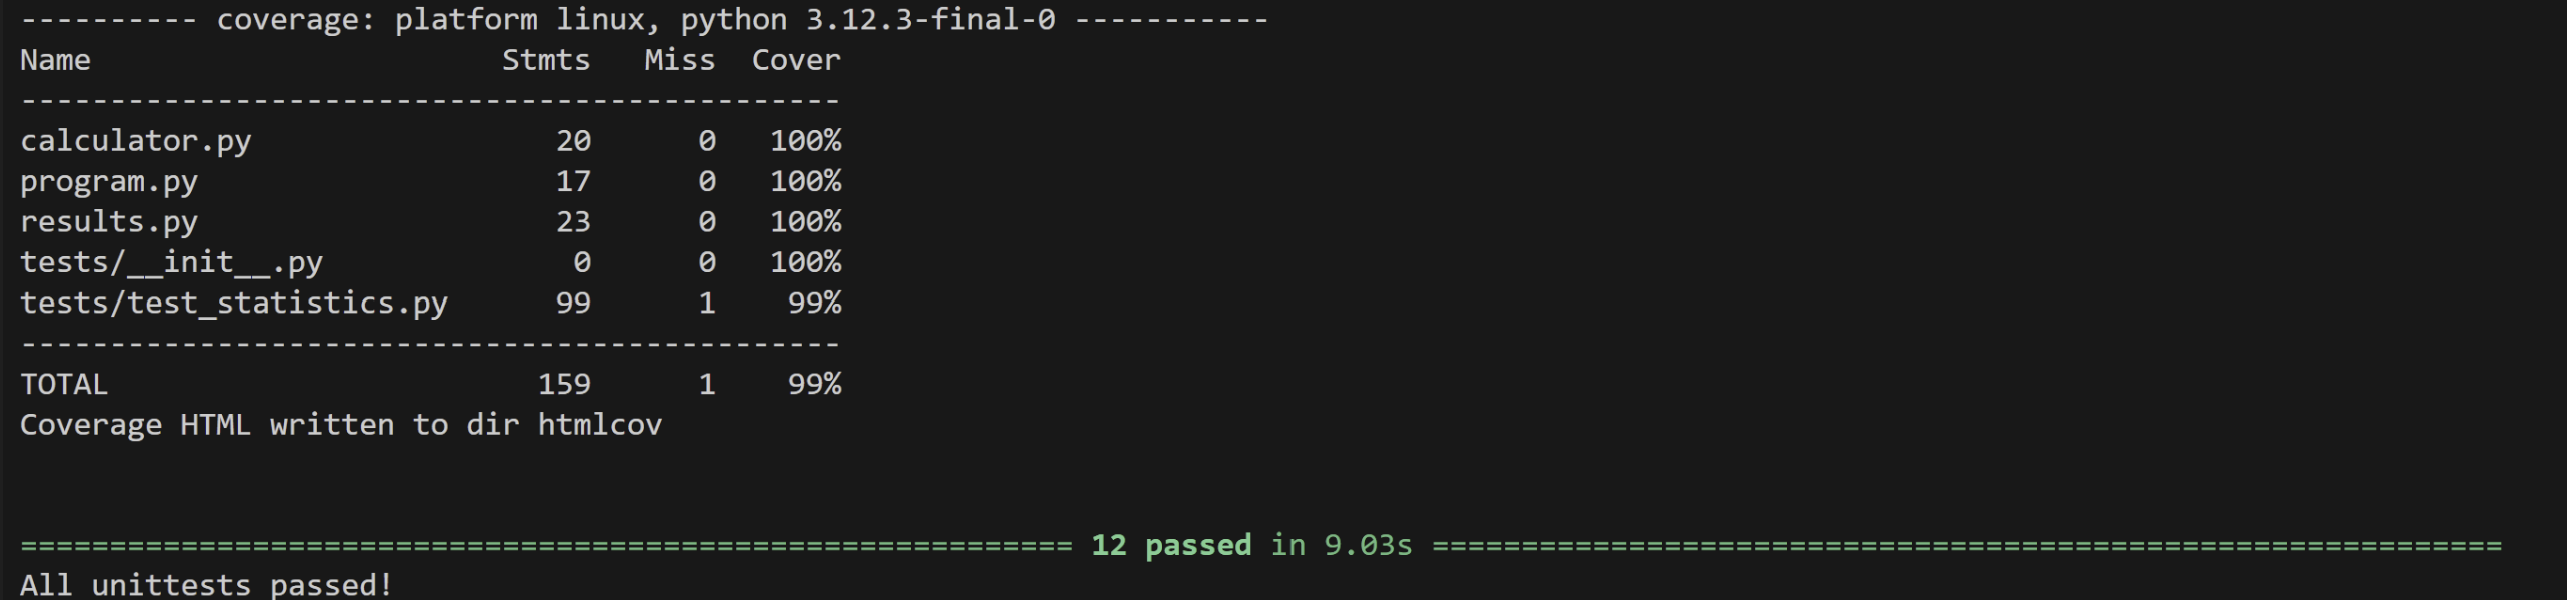 ---------- coverage: platform linux, python 3.12.3-final-0 -----------
Name                       Stmts   Miss  Cover
----------------------------------------------
calculator.py                 20      0   100%
program.py                    17      0   100%
results.py                    23      0   100%
tests/__init__.py              0      0   100%
tests/test_statistics.py      99      1    99%
----------------------------------------------
TOTAL                        159      1    99%
Coverage HTML written to dir htmlcov
=========================================================== 12 passed in 9.03s ============================================================
All unittests passed!